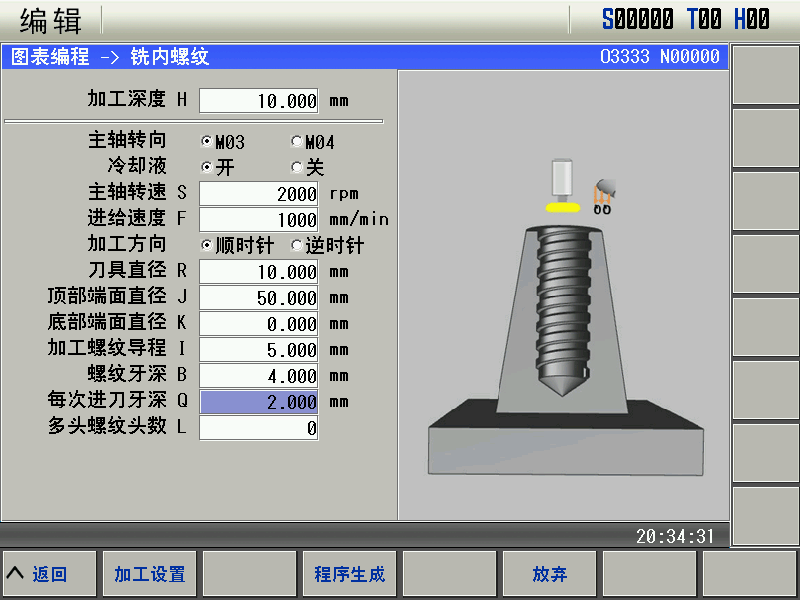 编辑 S00000 T00 H00
图表编程 -> 铣内螺纹 O3333 N00000
加工深度 H 10.000 mm
主轴转向 M03 M04
冷却液 开 关
主轴转速 S 2000 rpm
进给速度 F 1000 mm/min
加工方向 顺时针 逆时针
刀具直径 R 10.000 mm
顶部端面直径 J 50.000 mm
底部端面直径 K 0.000 mm
加工螺纹导程 I 5.000 mm
螺纹牙深 B 4.000 mm
每次进刀牙深 Q 2.000 mm
多头螺纹头数 L 0
20:34:31
返回 加工设置 程序生成 放弃